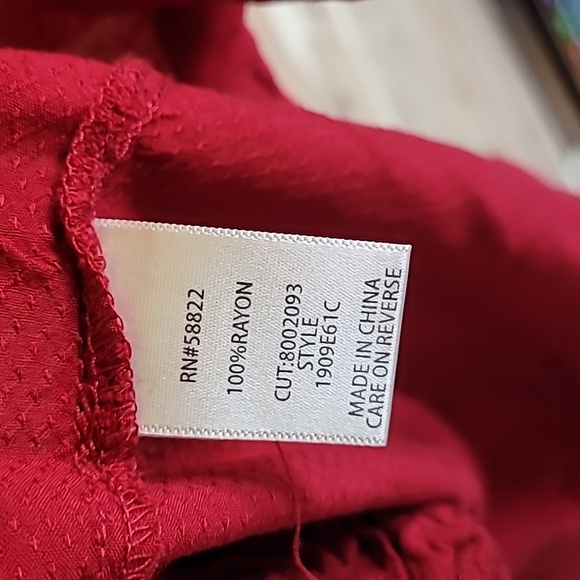 RN#58822
100%RAYON
CUT:8002093
STYLE
1909E61C
MADE IN CHINA
CARE ON REVERSE